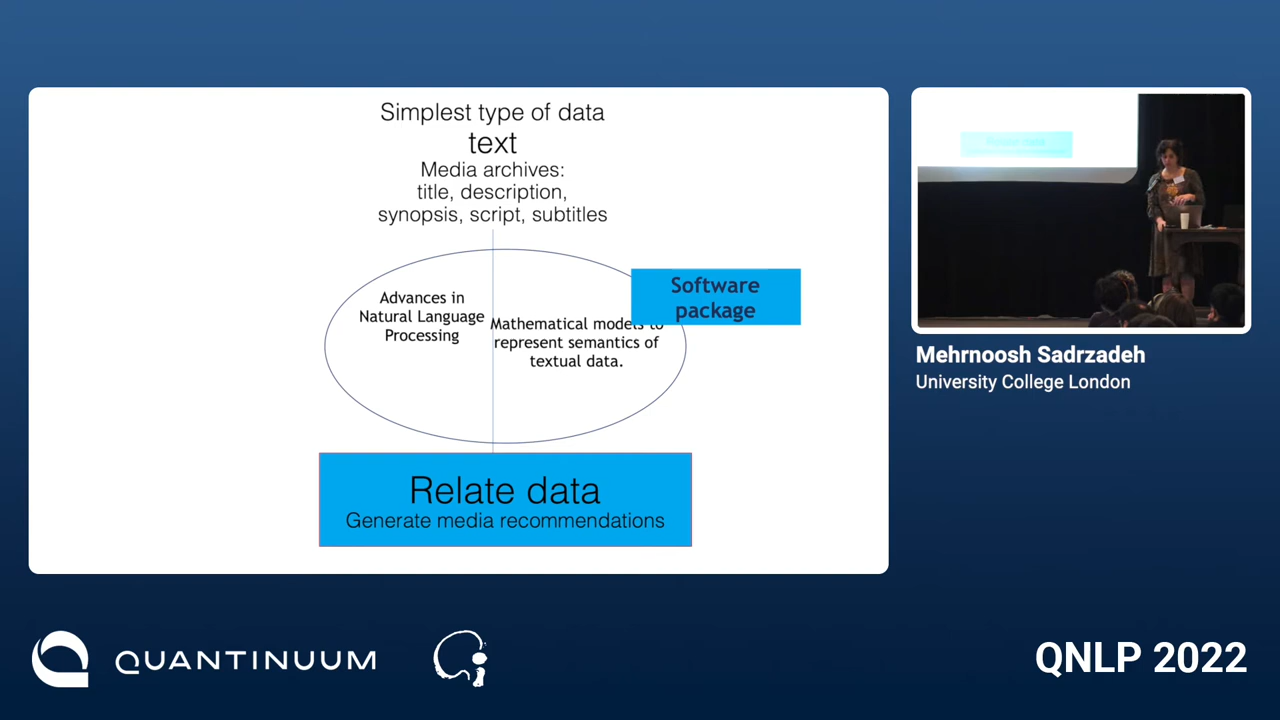 Simplest type of data
text
Media archives:
title, description,
synopsis, script, subtitles
Advances in
Natural Language
Processing
Mathematical models to
represent semantics of
textual data.
Software
package
Relate data
Generate media recommendations
Relate data
Mehrnoosh Sadrzadeh
University College London
QUANTINUUM
QNLP 2022